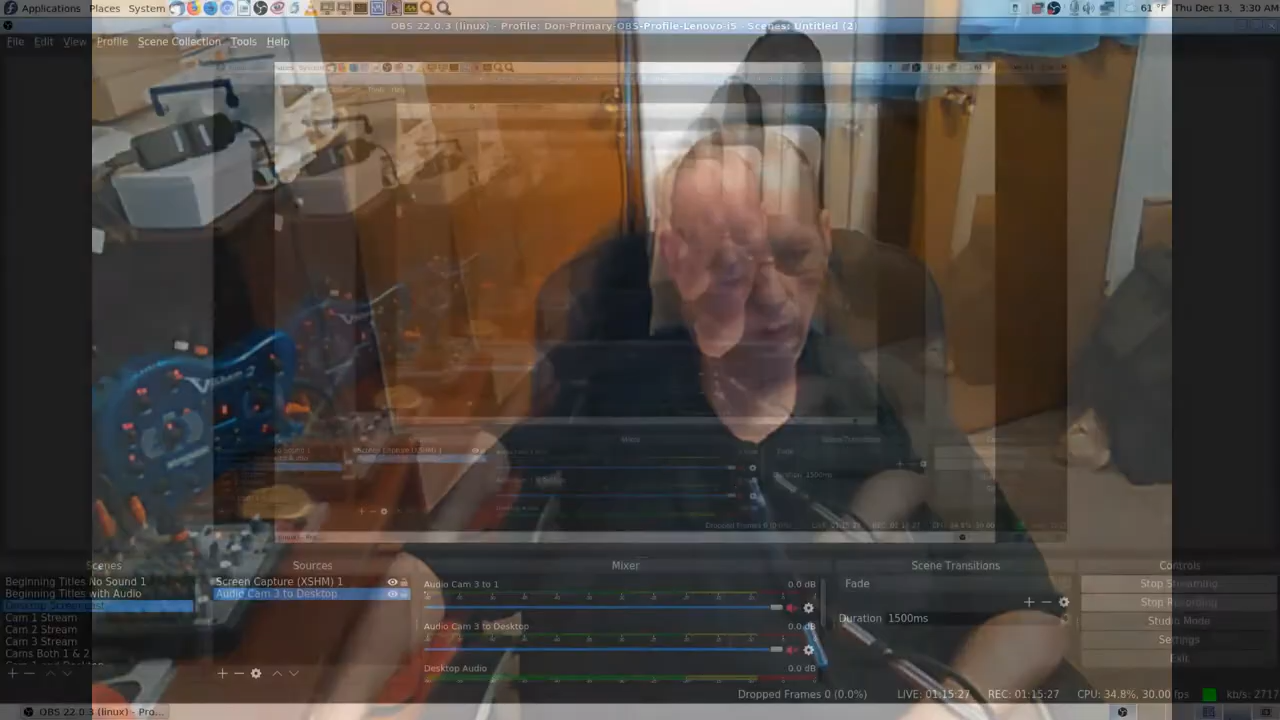 Applications Places System 61 °F Thu Dec 13, 3:30 AM
OBS 22.0.3 (linux) - Profile: Don-Primary-OBS-Profile-Lenovo-i5 - Scenes: Untitled (2)
File Edit View Profile Scene Collection Tools Help
Duration: 1500ms
Scenes Sources Mixer Scene Transitions Controls
Beginning Titles No Sound 1
Beginning Titles with Audio
Desktop Screencast
Cam 1 Stream
Cam 3 Stream
Cams Both 1 & 2
Screen Capture (XSHM) 1
Audio Cam 3 to Desktop
Audio Cam 3 to 1 0.0 dB
Audio Cam 3 to Desktop 0.0 dB
Desktop Audio 0.0 dB
Fade
Duration 1500ms
Stop Streaming
Stop Recording
Studio Mode
Settings
Exit
Dropped Frames 0 (0.0%) LIVE: 01:15:27 REC: 01:15:27 CPU: 34.8%, 30.00 fps kb/s: 2717
OBS 22.0.3 (linux) - Pro...